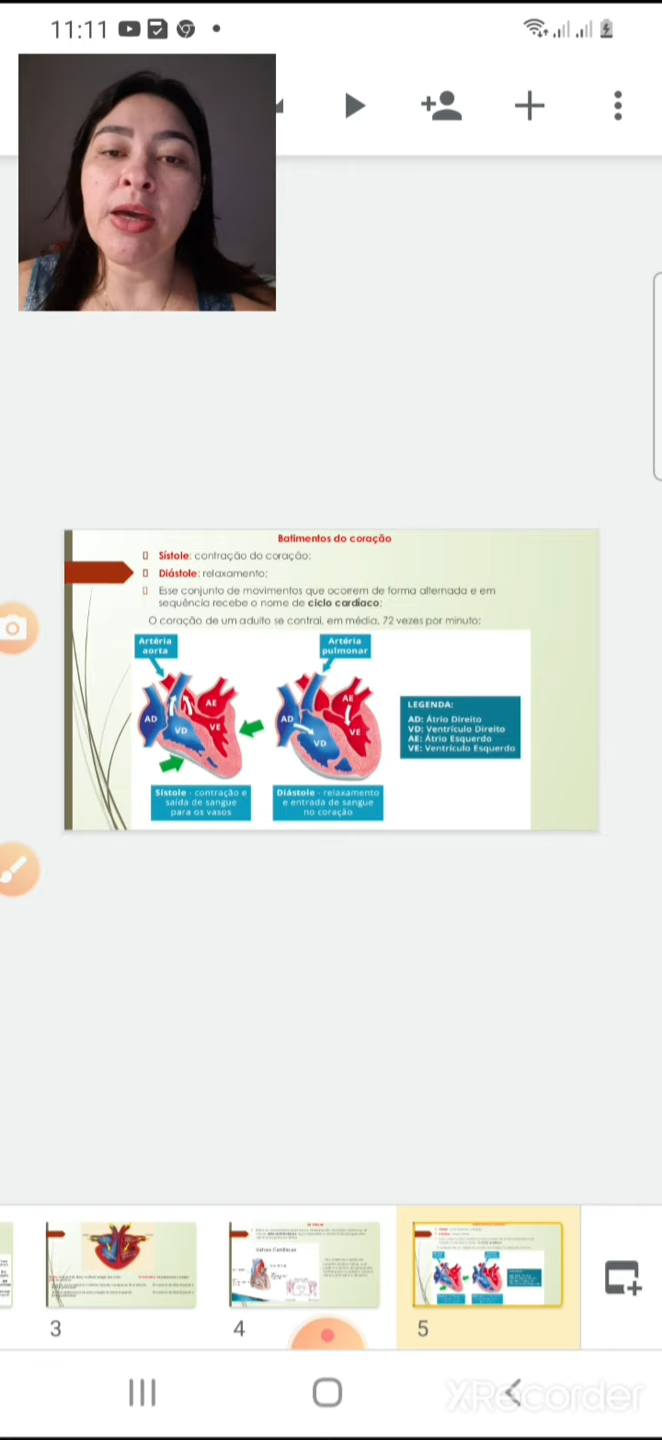 11:11
Batimentos do coração
Sístole: contração do coração;
Diástole: relaxamento;
Esse conjunto de movimentos que ocorrem de forma alternada e em
sequência recebe o nome de ciclo cardíaco;
O coração de um adulto se contrai, em média, 72 vezes por minuto;
Artéria
aorta
Artéria
pulmonar
AD
VD
AE
VE
AD
VD
AE
VE
LEGENDA:
AD: Átrio Direito
VD: Ventrículo Direito
AE: Átrio Esquerdo
VE: Ventrículo Esquerdo
Sístole - contração e
saída de sangue
para os vasos
Diástole - relaxamento
e entrada de sangue
no coração
Valvas Cardíacas
3
4
5
XRecorder